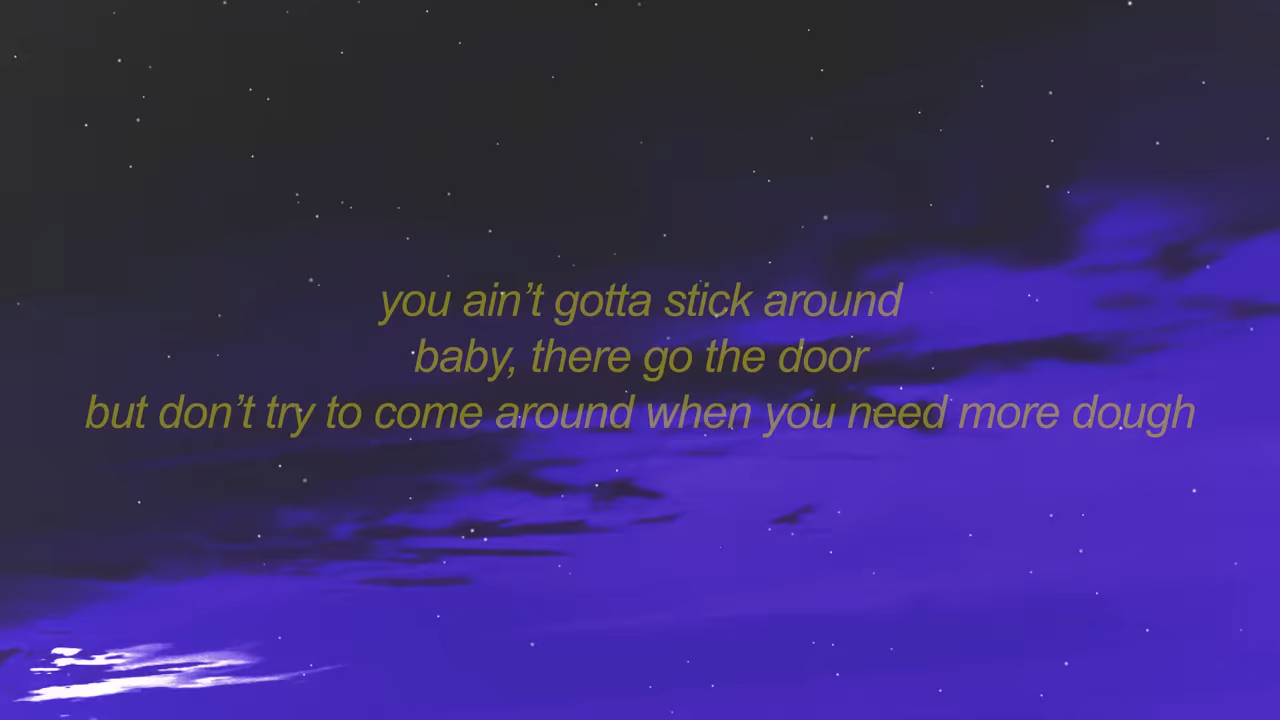 you ain’t gotta stick around
baby, there go the door
but don’t try to come around when you need more dough